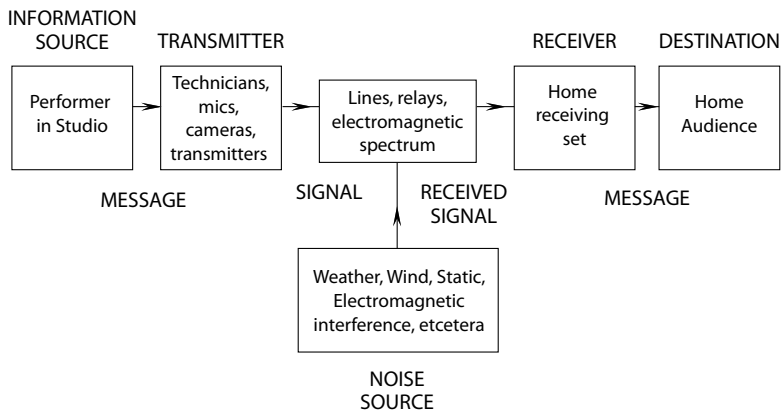 INFORMATION
SOURCE
TRANSMITTER
RECEIVER
DESTINATION
Performer
in Studio
Technicians,
mics,
cameras,
transmitters
Lines, relays,
electromagnetic
spectrum
Home
receiving
set
Home
Audience
MESSAGE
SIGNAL
RECEIVED
SIGNAL
MESSAGE
Weather, Wind, Static,
Electromagnetic
interference, etcetera
NOISE
SOURCE